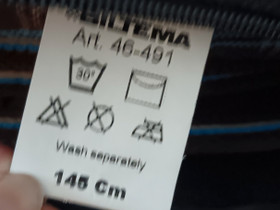 BILTEMA
Art. 46-491
30°
Wash separately
145 Cm